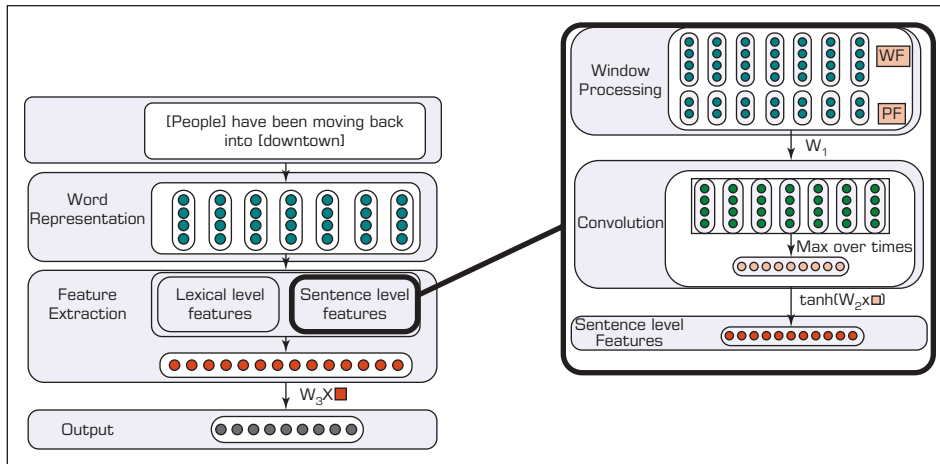 [People] have been moving back
into [downtown]
Word
Representation
Feature
Extraction
Lexical level
features
Sentence level
features
W₃X
Output
Window
Processing
WF
PF
W₁
Convolution
Max over times
tanh(W₂x )
Sentence level
Features